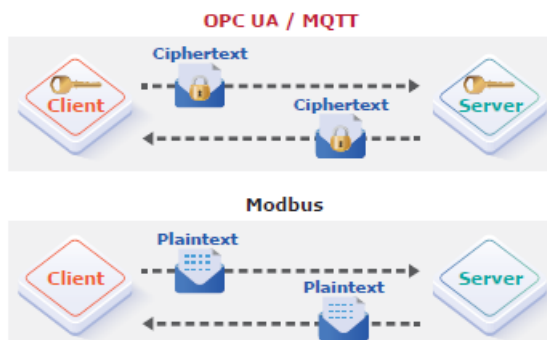 OPC UA / MQTT
Ciphertext
Client
Server
Ciphertext
Modbus
Plaintext
Client
Server
Plaintext